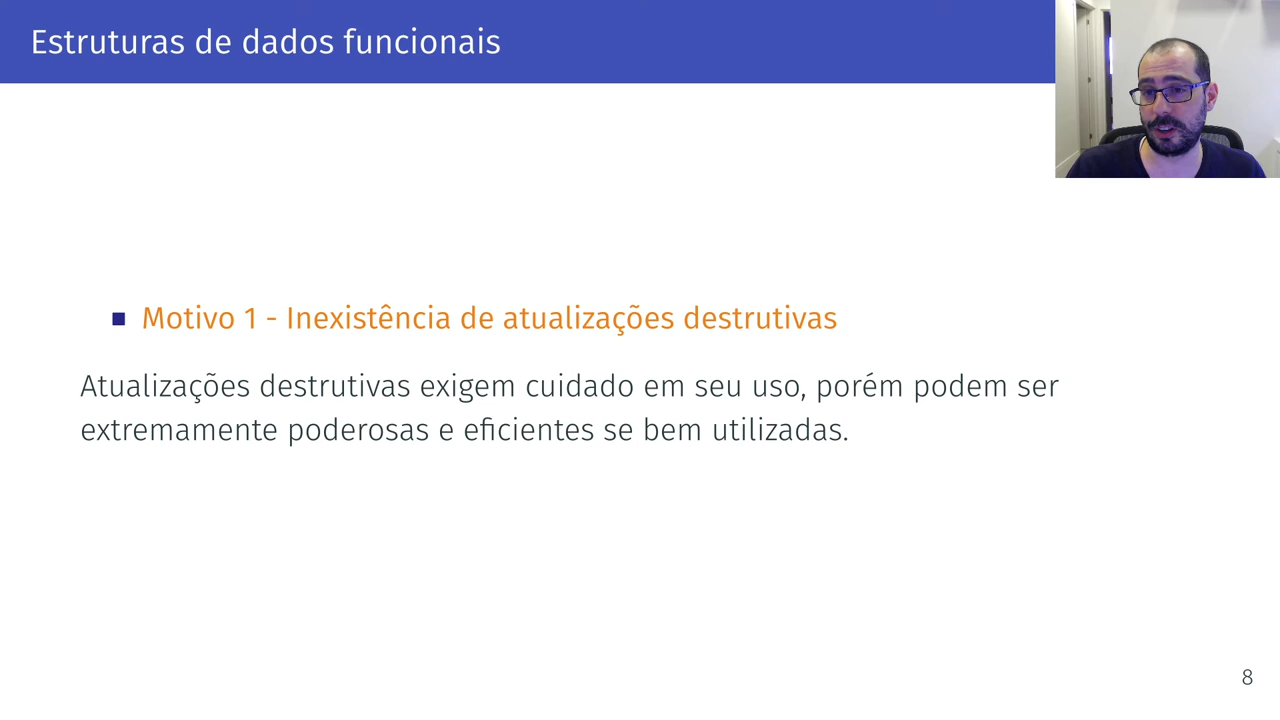 Estruturas de dados funcionais
Motivo 1 - Inexistência de atualizações destrutivas
Atualizações destrutivas exigem cuidado em seu uso, porém podem ser
extremamente poderosas e eficientes se bem utilizadas.
8